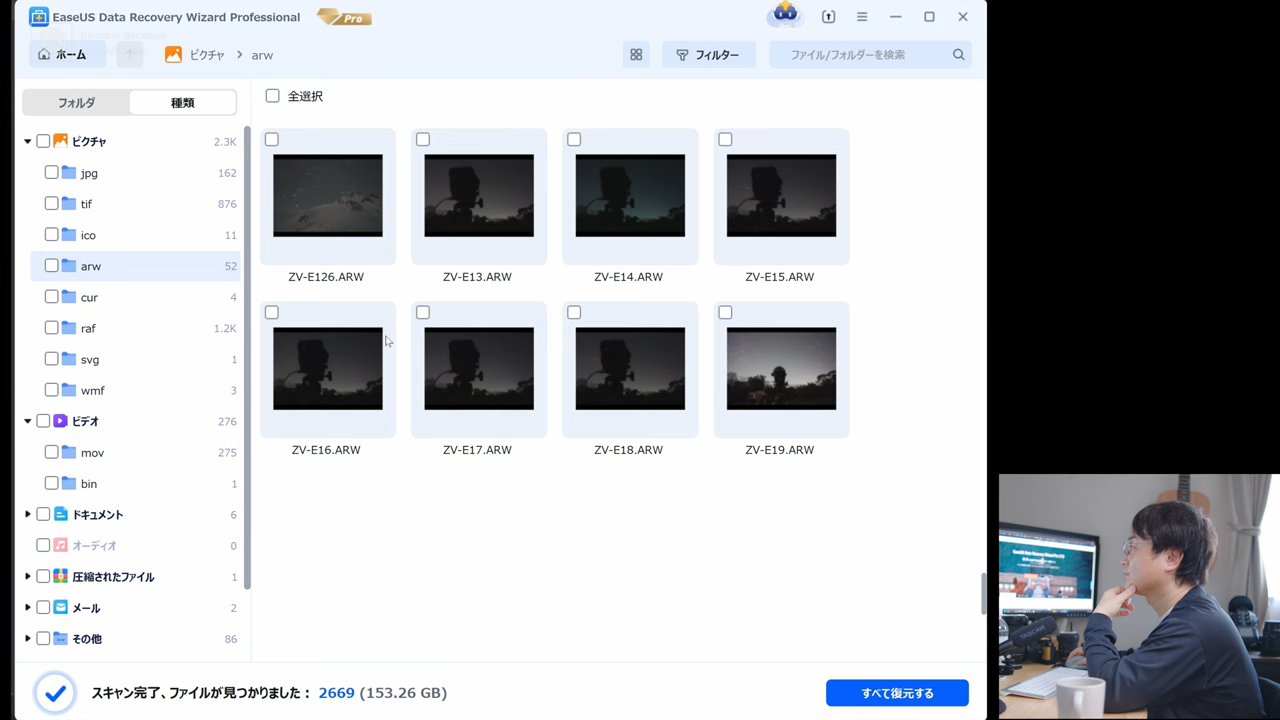 EaseUS Data Recovery Wizard Professional Pro
ホーム ピクチャ arw フィルター ファイル/フォルダーを検索
フォルダ 種類 全選択
ピクチャ 2.3K
jpg 162
tif 876
ico 11
arw 52
cur 4
raf 1.2K
svg 1
wmf 3
ビデオ 276
mov 275
bin 1
ドキュメント 6
オーディオ 0
圧縮されたファイル 1
メール 2
その他 86
ZV-E126.ARW ZV-E13.ARW ZV-E14.ARW ZV-E15.ARW
ZV-E16.ARW ZV-E17.ARW ZV-E18.ARW ZV-E19.ARW
スキャン完了、ファイルが見つかりました： 2669 (153.26 GB)
すべて復元する
TASCAM